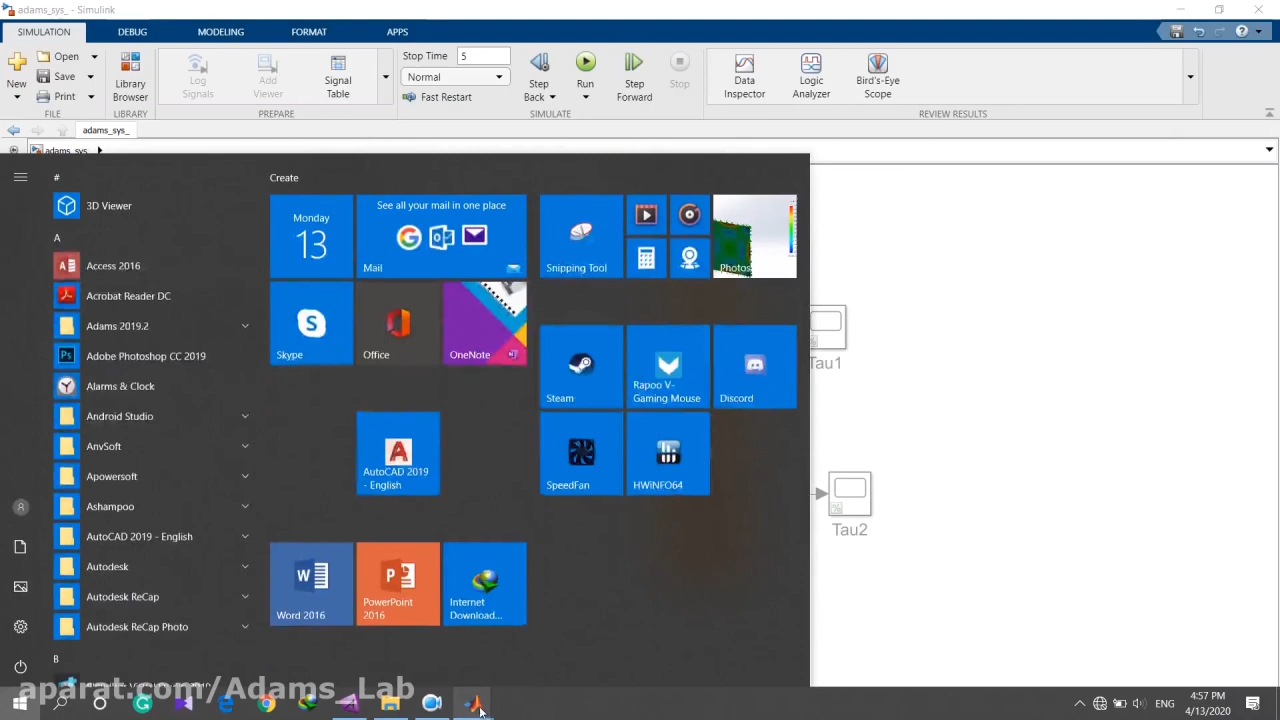 adams_sys_ - Simulink
SIMULATION
DEBUG
MODELING
FORMAT
APPS
New
Open
Save
Print
FILE
Library
Browser
LIBRARY
Log
Signals
Add
Viewer
Signal
Table
PREPARE
Stop Time 5
Normal
Fast Restart
Step
Back
Run
Step
Forward
Stop
SIMULATE
Data
Inspector
Logic
Analyzer
Bird's-Eye
Scope
REVIEW RESULTS
adams_sys_
adams_sys_
#
3D Viewer
A
Access 2016
Acrobat Reader DC
Adams 2019.2
Adobe Photoshop CC 2019
Alarms & Clock
Android Studio
AnvSoft
Apowersoft
Ashampoo
AutoCAD 2019 - English
Autodesk
Autodesk ReCap
Autodesk ReCap Photo
B
Create
Monday
13
See all your mail in one place
Mail
Skype
Office
OneNote
AutoCAD 2019
- English
Word 2016
PowerPoint
2016
Internet
Download...
Snipping Tool
Photos
Steam
Rapoo V-
Gaming Mouse
Discord
SpeedFan
HWiNFO64
Tau1
Tau2
aparat.com/Adams_Lab
ENG
4:57 PM
4/13/2020